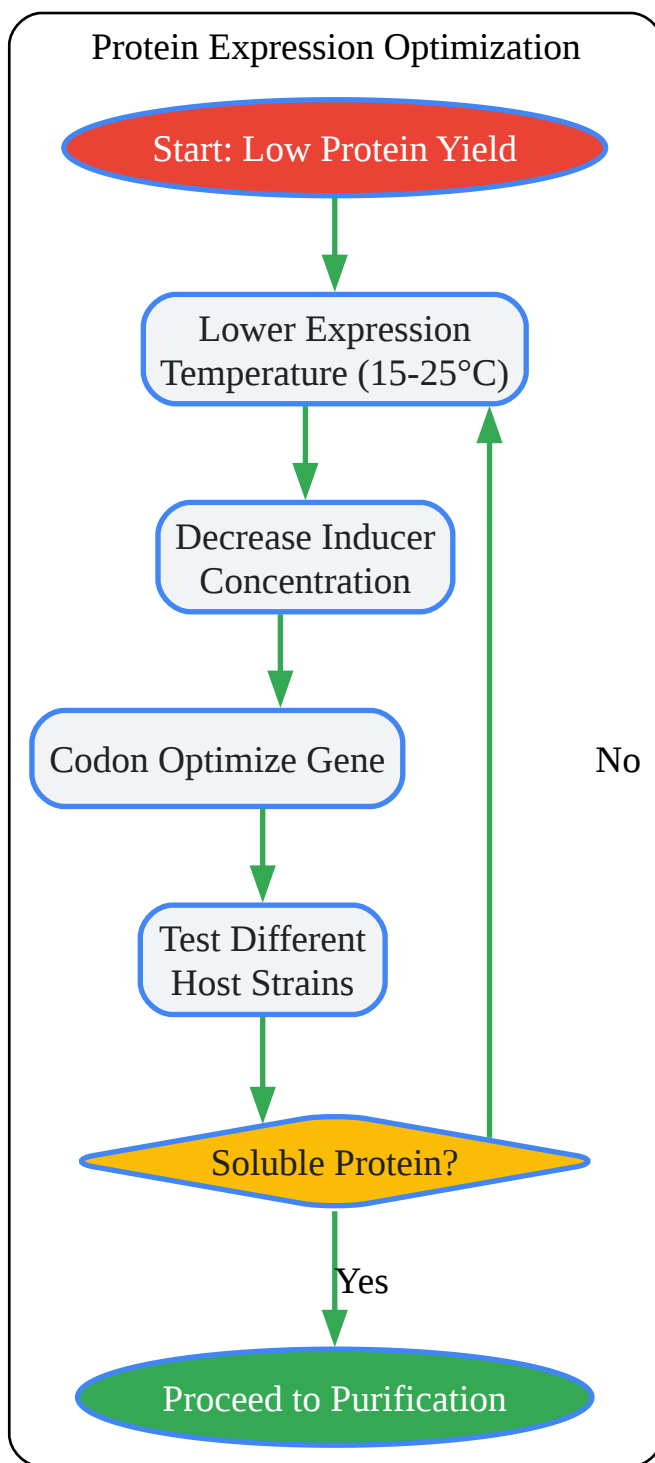 Protein Expression Optimization
Start: Low Protein Yield
Lower Expression
Temperature (15-25°C)
Decrease Inducer
Concentration
Codon Optimize Gene
No
Test Different
Host Strains
Soluble Protein?
Yes
Proceed to Purification